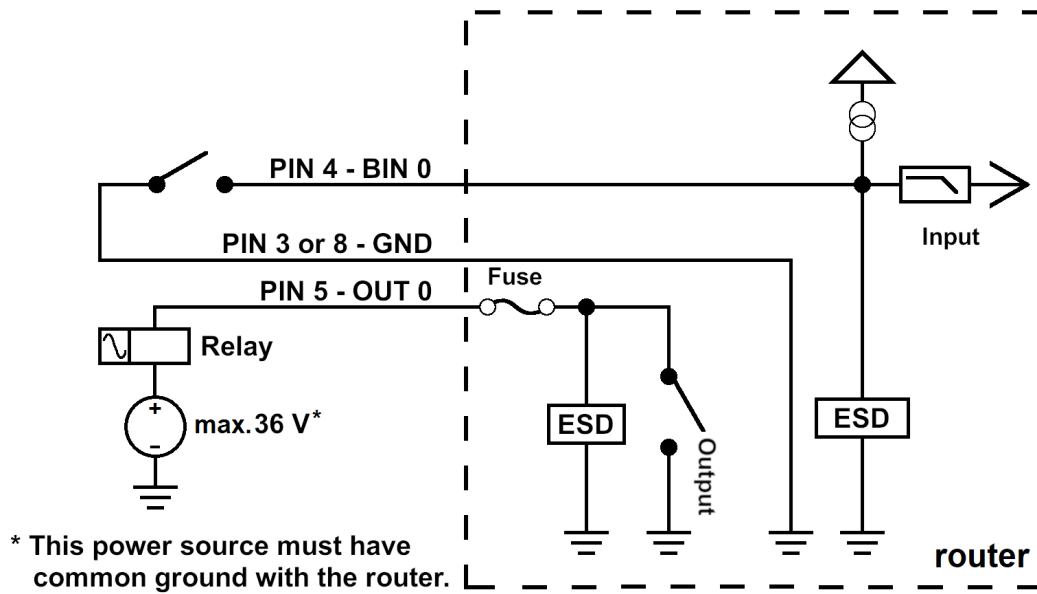 PIN 4 - BIN 0
Input
PIN 3 or 8 - GND
Fuse
PIN 5 - OUT 0
Relay
+
max. 36 V*
–
ESD
ESD
Output
* This power source must have
common ground with the router.
router